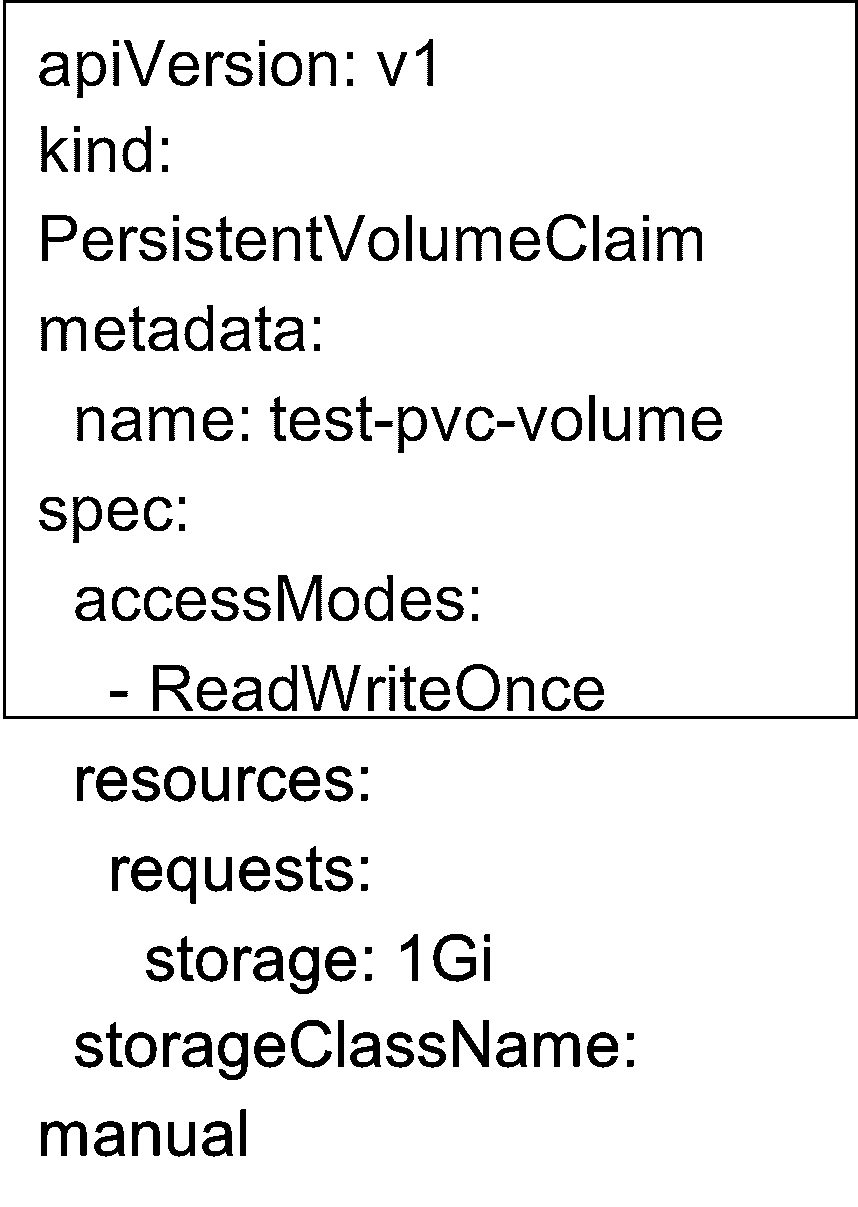 apiVersion: v1
kind:
PersistentVolumeClaim
metadata:
  name: test-pvc-volume
spec:
  accessModes:
    - ReadWriteOnce
  resources:
    requests:
      storage: 1Gi
  storageClassName:
manual